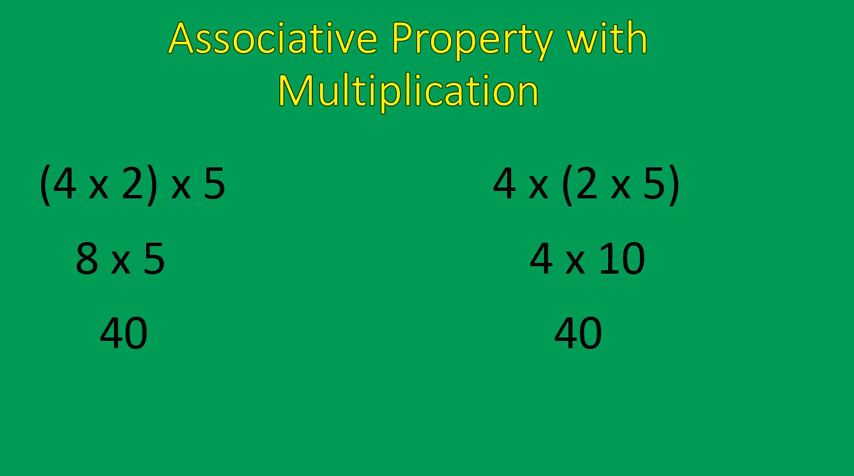 Associative Property with
Multiplication
(4 x 2) x 5
8 x 5
40
4 x (2 x 5)
4 x 10
40